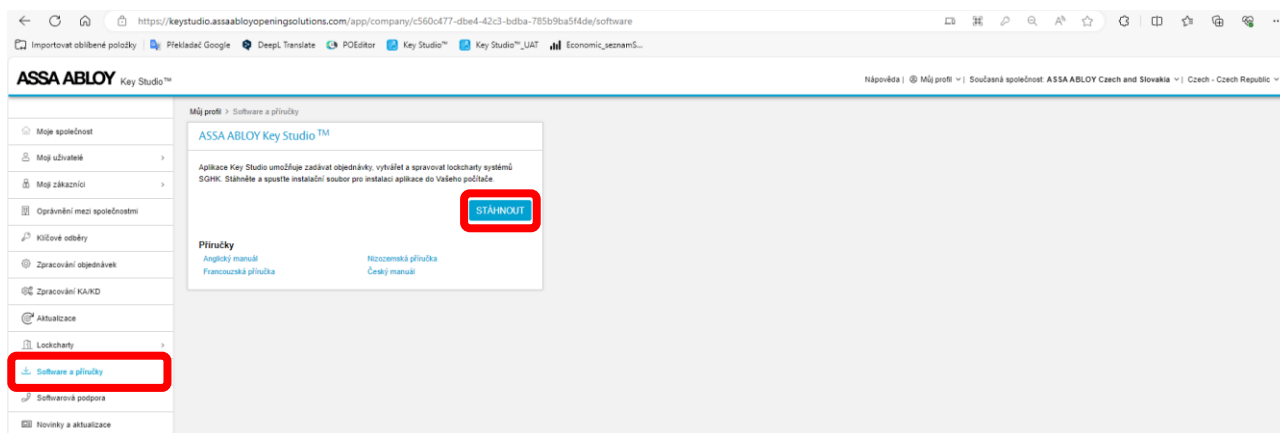 https://keystudio.assaabloyopeningsolutions.com/app/company/c560c477-dbe4-42c3-bdba-785b9ba5f4de/software
Importovat oblíbené položky
Překladač Google
DeepL Translate
POEditor
Key Studio™
Key Studio™_UAT
Economic_seznamS...
ASSA ABLOY Key Studio™
Nápověda | Můj profil | Současná společnost: ASSA ABLOY Czech and Slovakia | Czech - Czech Republic
Můj profil > Software a příručky
Moje společnost
Moji uživatelé
Moji zákazníci
Oprávnění mezi společnostmi
Klíčové odběry
Zpracování objednávek
Zpracování KA/KD
Aktualizace
Lockcharty
Software a příručky
Softwarová podpora
Novinky a aktualizace
ASSA ABLOY Key Studio TM
Aplikace Key Studio umožňuje zadávat objednávky, vytvářet a spravovat lockcharty systémů
SGHK. Stáhněte a spusťte instalační soubor pro instalaci aplikace do Vašeho počítače.
STÁHNOUT
Příručky
Anglický manuál
Nizozemská příručka
Francouzská příručka
Český manuál